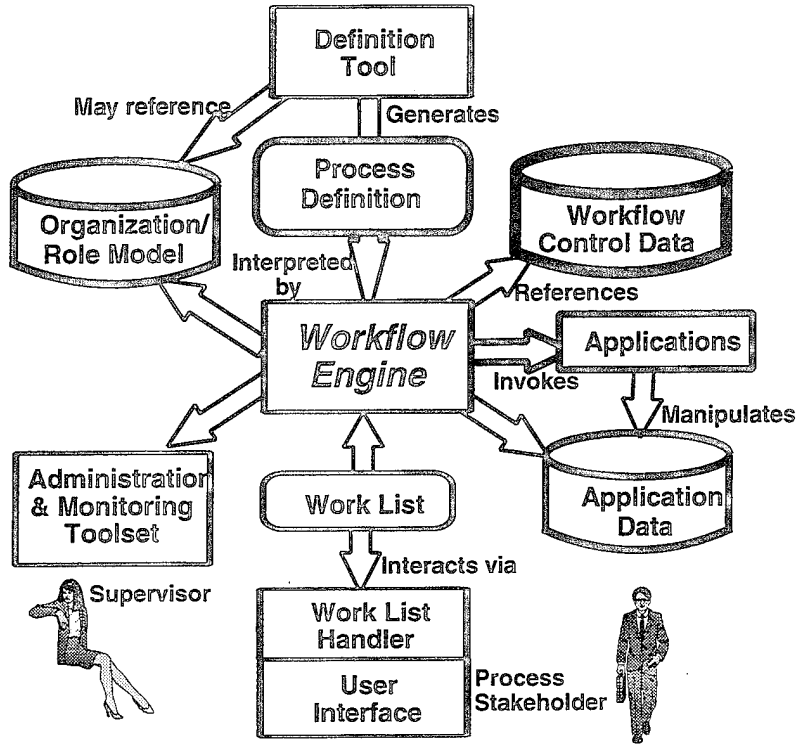 Definition
Tool
May reference
Generates
Process
Definition
Organization/
Role Model
Workflow
Control Data
Interpreted
by
References
Workflow
Engine
Applications
Invokes
Manipulates
Administration
& Monitoring
Toolset
Work List
Application
Data
Interacts via
Supervisor
Work List
Handler
User
Interface
Process
Stakeholder